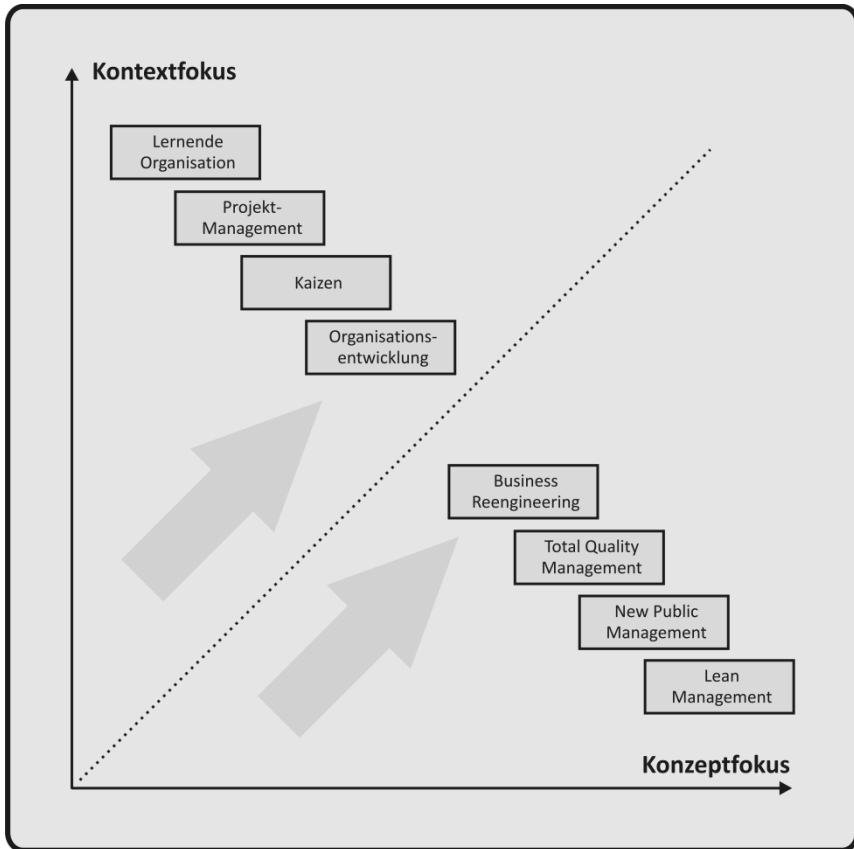 Kontextfokus
Lernende
Organisation
Projekt-
Management
Kaizen
Organisations-
entwicklung
Business
Reengineering
Total Quality
Management
New Public
Management
Lean
Management
Konzeptfokus